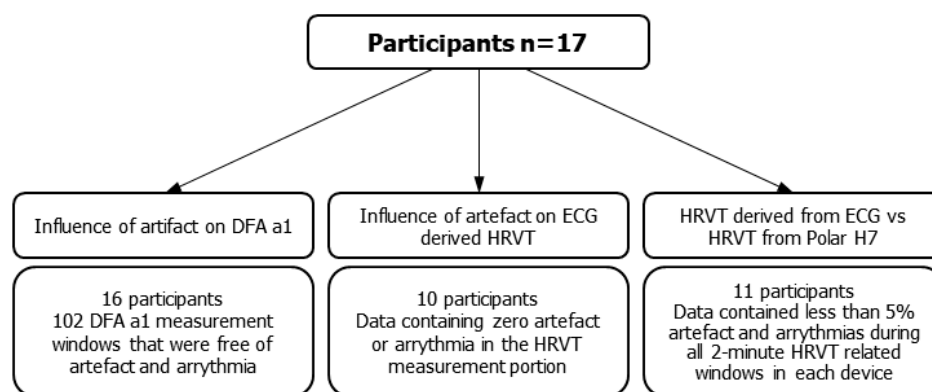 Participants n=17
Influence of artifact on DFA a1
16 participants
102 DFA a1 measurement
windows that were free of
artefact and arrythmia
Influence of artefact on ECG
derived HRVT
10 participants
Data containing zero artefact
or arrythmia in the HRVT
measurement portion
HRVT derived from ECG vs
HRVT from Polar H7
11 participants
Data contained less than 5%
artefact and arrythmias during
all 2-minute HRVT related
windows in each device